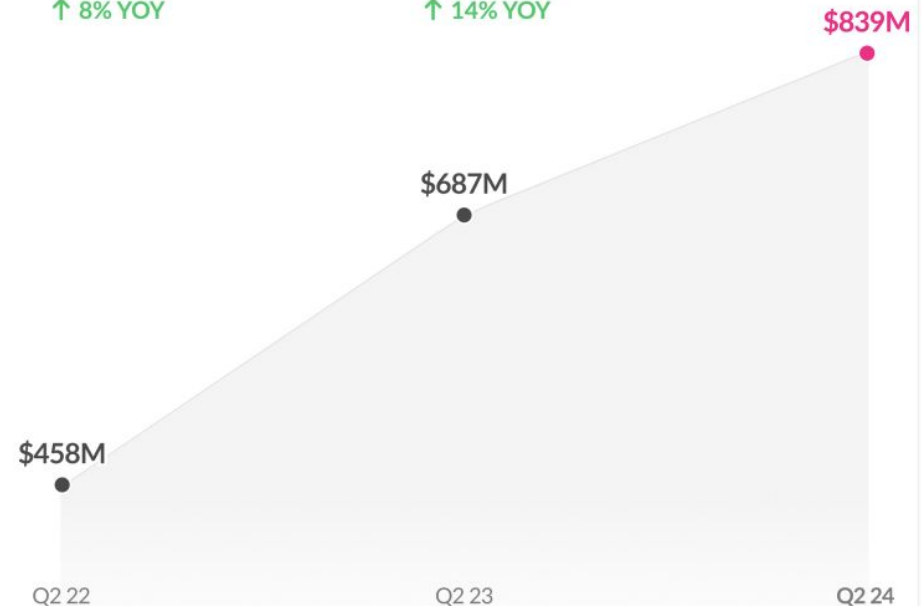 ↑ 8% YOY
↑ 14% YOY
$839M
$687M
$458M
Q2 22
Q2 23
Q2 24